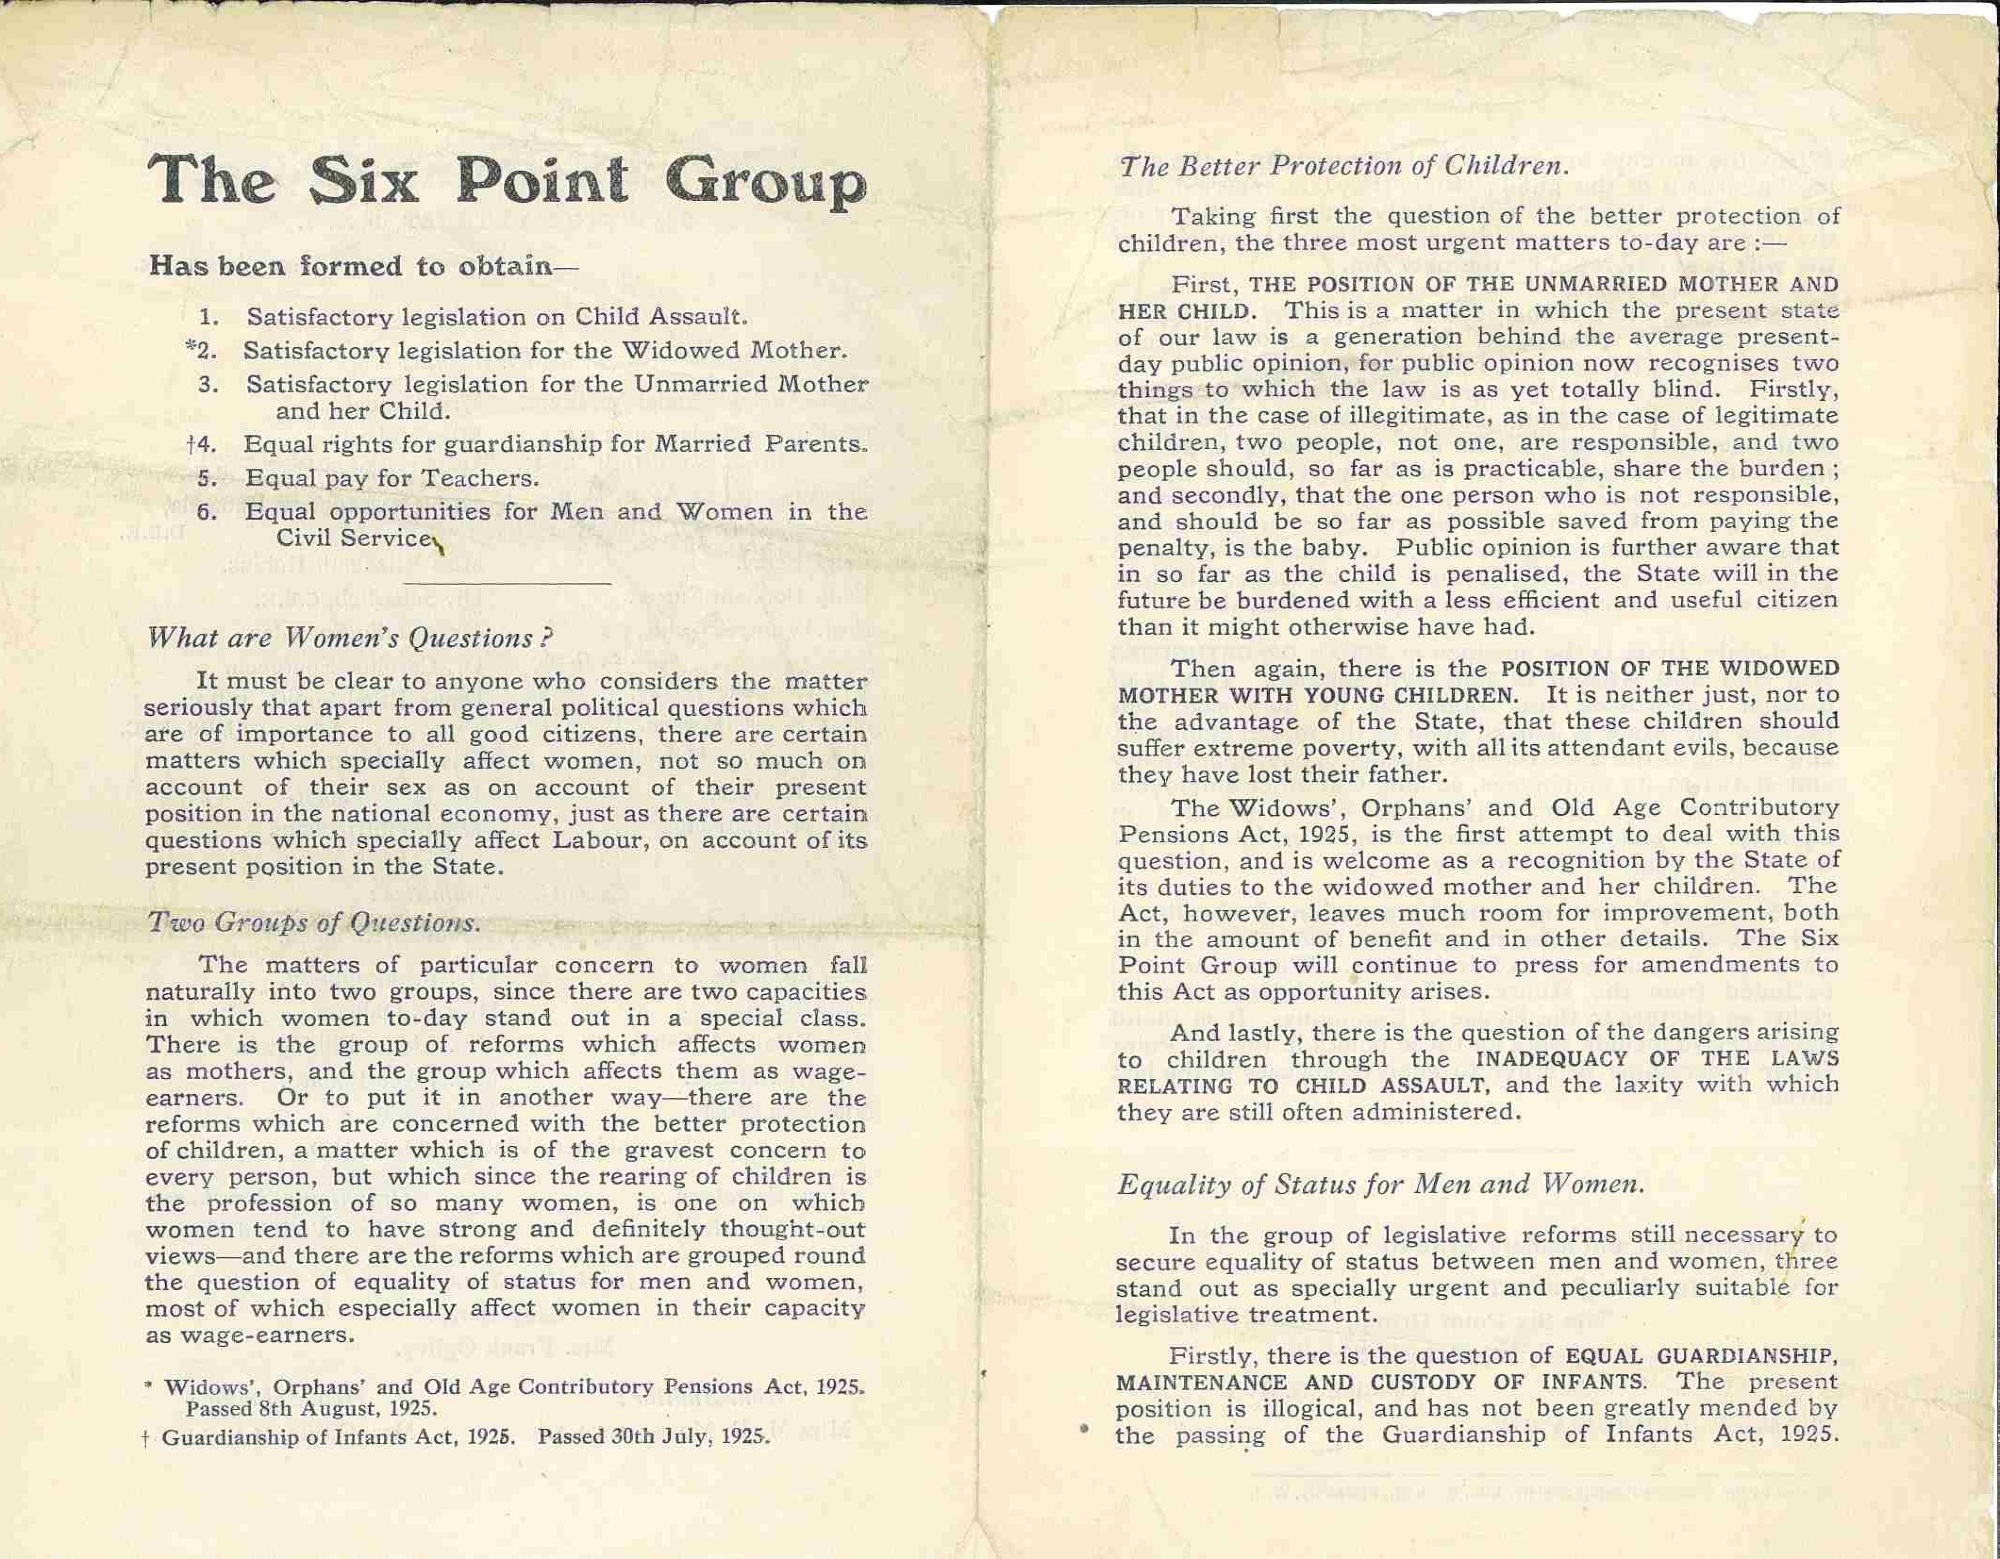 The Six Point Group
Has been formed to obtain—
1. Satisfactory legislation on Child Assault.
*2. Satisfactory legislation for the Widowed Mother.
3. Satisfactory legislation for the Unmarried Mother
and her Child.
†4. Equal rights for guardianship for Married Parents.
5. Equal pay for Teachers.
6. Equal opportunities for Men and Women in the
Civil Service.
What are Women's Questions ?
It must be clear to anyone who considers the matter
seriously that apart from general political questions which
are of importance to all good citizens, there are certain
matters which specially affect women, not so much on
account of their sex as on account of their present
position in the national economy, just as there are certain
questions which specially affect Labour, on account of its
present position in the State.
Two Groups of Questions.
The matters of particular concern to women fall
naturally into two groups, since there are two capacities
in which women to-day stand out in a special class.
There is the group of reforms which affects women
as mothers, and the group which affects them as wage-
earners. Or to put it in another way—there are the
reforms which are concerned with the better protection
of children, a matter which is of the gravest concern to
every person, but which since the rearing of children is
the profession of so many women, is one on which
women tend to have strong and definitely thought-out
views—and there are the reforms which are grouped round
the question of equality of status for men and women,
most of which especially affect women in their capacity
as wage-earners.
* Widows', Orphans' and Old Age Contributory Pensions Act, 1925.
Passed 8th August, 1925.
† Guardianship of Infants Act, 1925. Passed 30th July, 1925.
The Better Protection of Children.
Taking first the question of the better protection of
children, the three most urgent matters to-day are :—
First, THE POSITION OF THE UNMARRIED MOTHER AND
HER CHILD. This is a matter in which the present state
of our law is a generation behind the average present-
day public opinion, for public opinion now recognises two
things to which the law is as yet totally blind. Firstly,
that in the case of illegitimate, as in the case of legitimate
children, two people, not one, are responsible, and two
people should, so far as is practicable, share the burden ;
and secondly, that the one person who is not responsible,
and should be so far as possible saved from paying the
penalty, is the baby. Public opinion is further aware that
in so far as the child is penalised, the State will in the
future be burdened with a less efficient and useful citizen
than it might otherwise have had.
Then again, there is the POSITION OF THE WIDOWED
MOTHER WITH YOUNG CHILDREN. It is neither just, nor to
the advantage of the State, that these children should
suffer extreme poverty, with all its attendant evils, because
they have lost their father.
The Widows', Orphans' and Old Age Contributory
Pensions Act, 1925, is the first attempt to deal with this
question, and is welcome as a recognition by the State of
its duties to the widowed mother and her children. The
Act, however, leaves much room for improvement, both
in the amount of benefit and in other details. The Six
Point Group will continue to press for amendments to
this Act as opportunity arises.
And lastly, there is the question of the dangers arising
to children through the INADEQUACY OF THE LAWS
RELATING TO CHILD ASSAULT, and the laxity with which
they are still often administered.
Equality of Status for Men and Women.
In the group of legislative reforms still necessary to
secure equality of status between men and women, three
stand out as specially urgent and peculiarly suitable for
legislative treatment.
Firstly, there is the question of EQUAL GUARDIANSHIP,
MAINTENANCE AND CUSTODY OF INFANTS. The present
position is illogical, and has not been greatly mended by
the passing of the Guardianship of Infants Act, 1925.